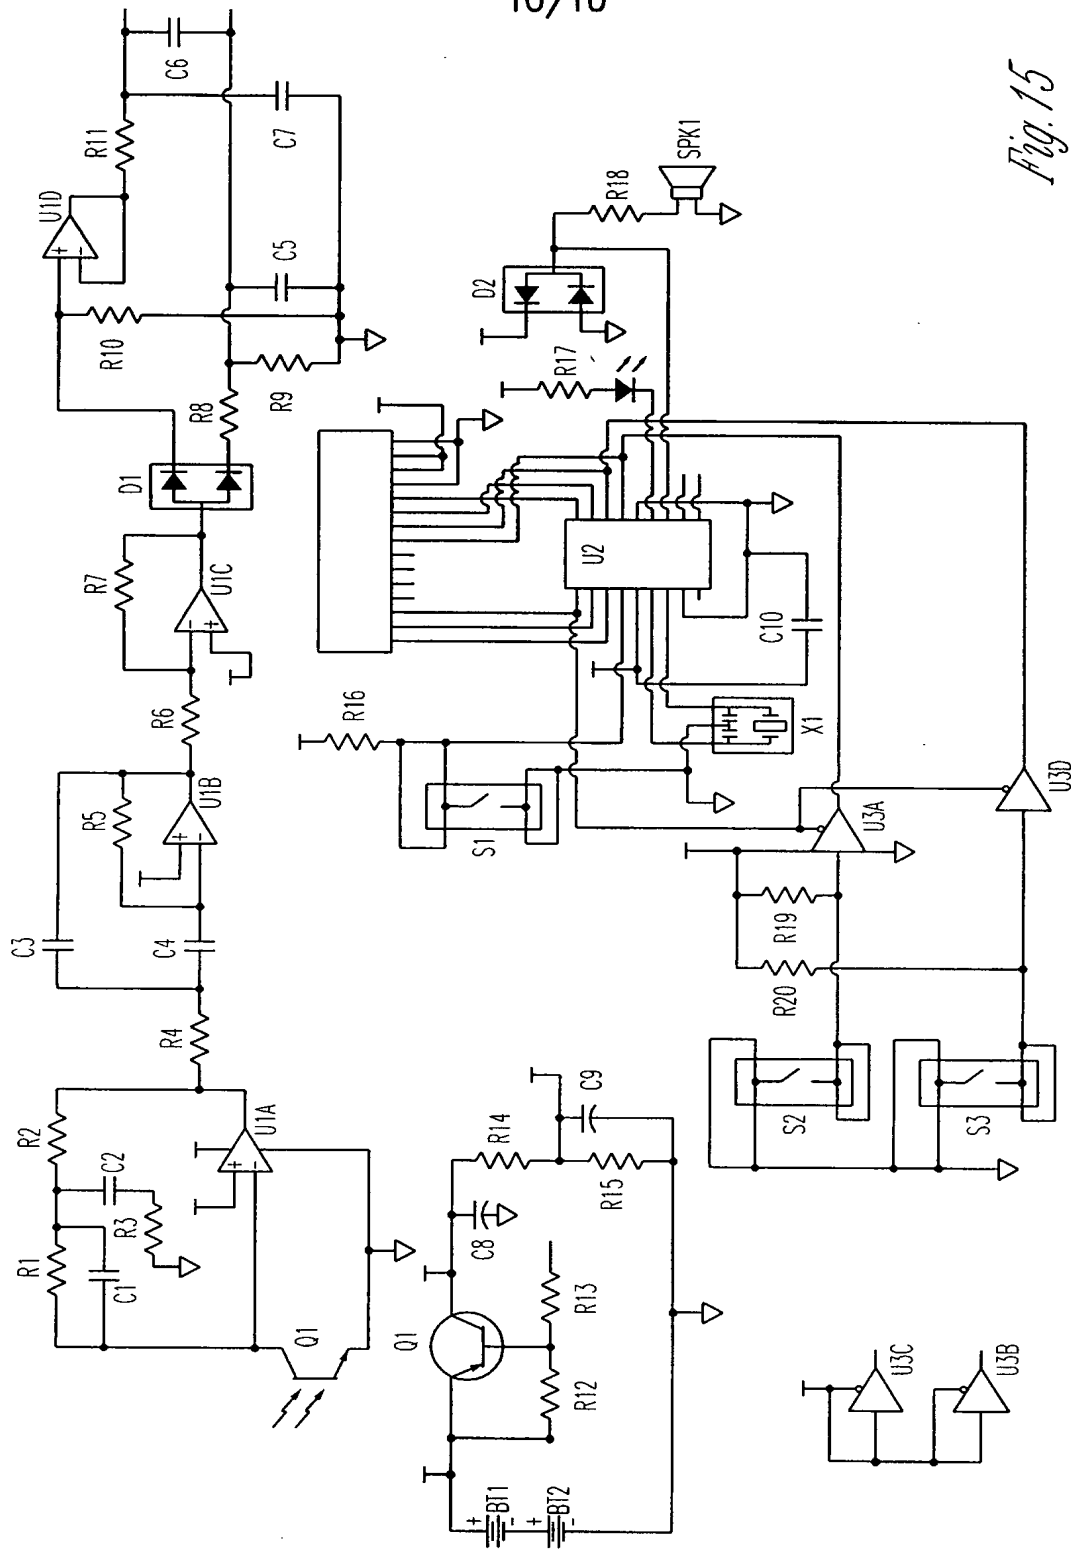 10/10
R1
R2
C1
C2
R3
Q1
U1A
+
-
R4
C3
C4
R5
U1B
+
-
R6
R7
U1C
-
+
D1
R8
R9
R10
C5
U1D
+
-
R11
C7
C6
BT1
+
-
BT2
+
-
Q1
R12
R13
C8
R14
R15
C9
S1
R16
X1
C10
U2
R17
D2
R18
SPK1
S2
S3
R20
R19
U3A
U3D
U3C
U3B
Fig. 15